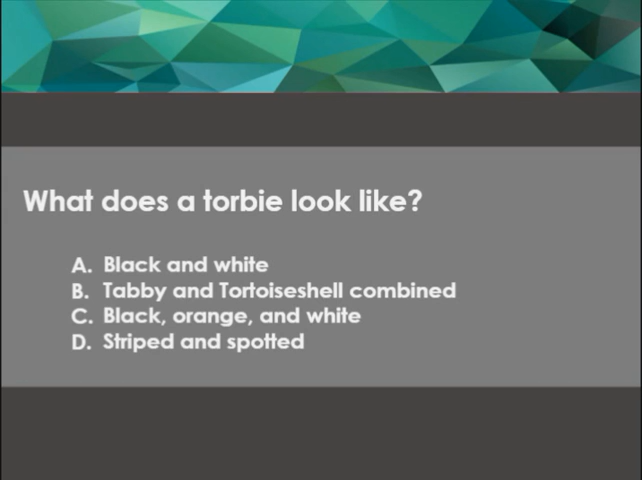 What does a torbie look like?
A. Black and white
B. Tabby and Tortoiseshell combined
C. Black, orange, and white
D. Striped and spotted